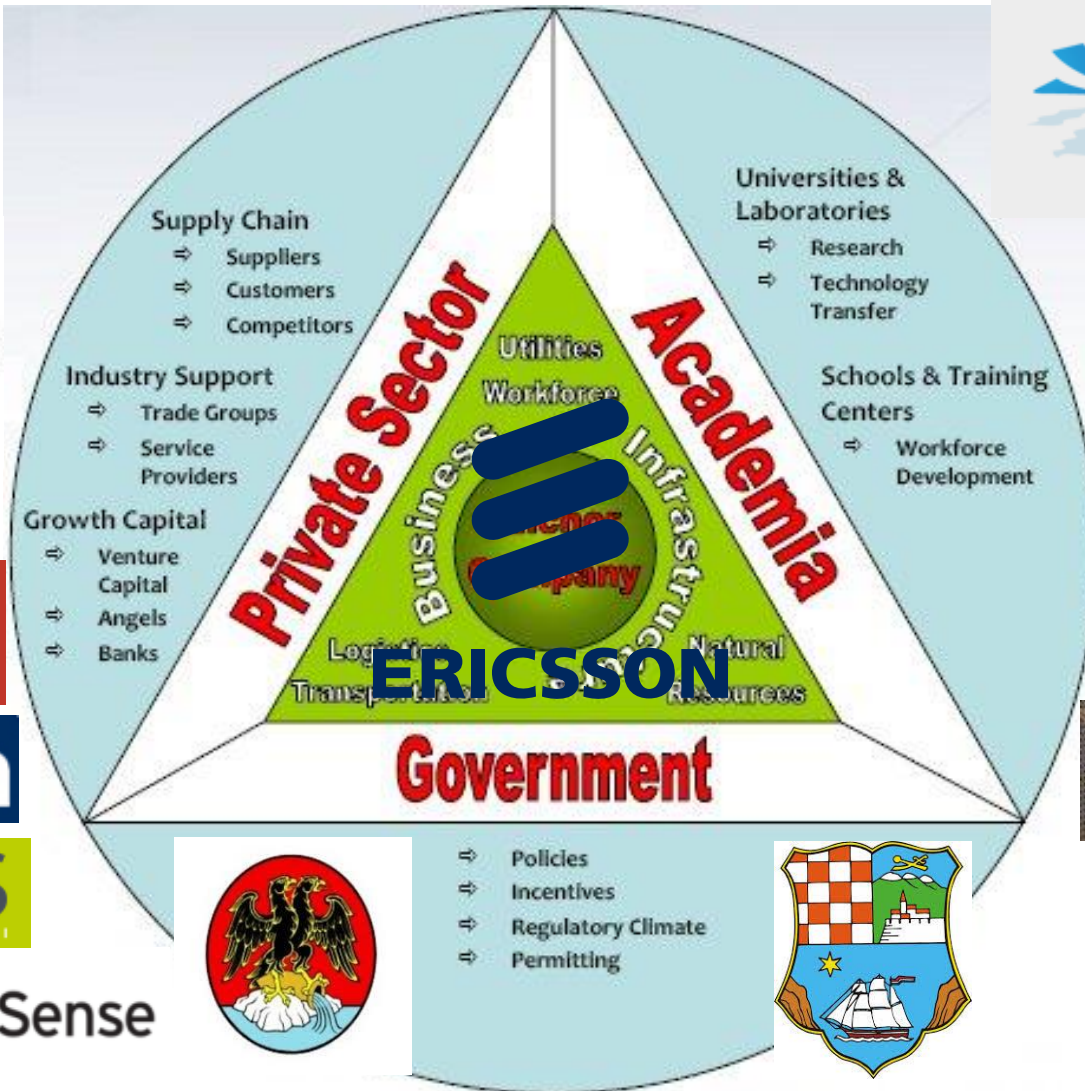 Supply Chain
⇨ Suppliers
⇨ Customers
⇨ Competitors
Industry Support
⇨ Trade Groups
⇨ Service
Providers
Growth Capital
⇨ Venture
Capital
⇨ Angels
⇨ Banks
Private Sector
Universities &
Laboratories
⇨ Research
⇨ Technology
Transfer
Schools & Training
Centers
⇨ Workforce
Development
Academia
Utilities
Workforce
Business
Infrastructure
Company
Logistics
Transportation
Natural
Resources
ERICSSON
Government
⇨ Policies
⇨ Incentives
⇨ Regulatory Climate
⇨ Permitting
Sense